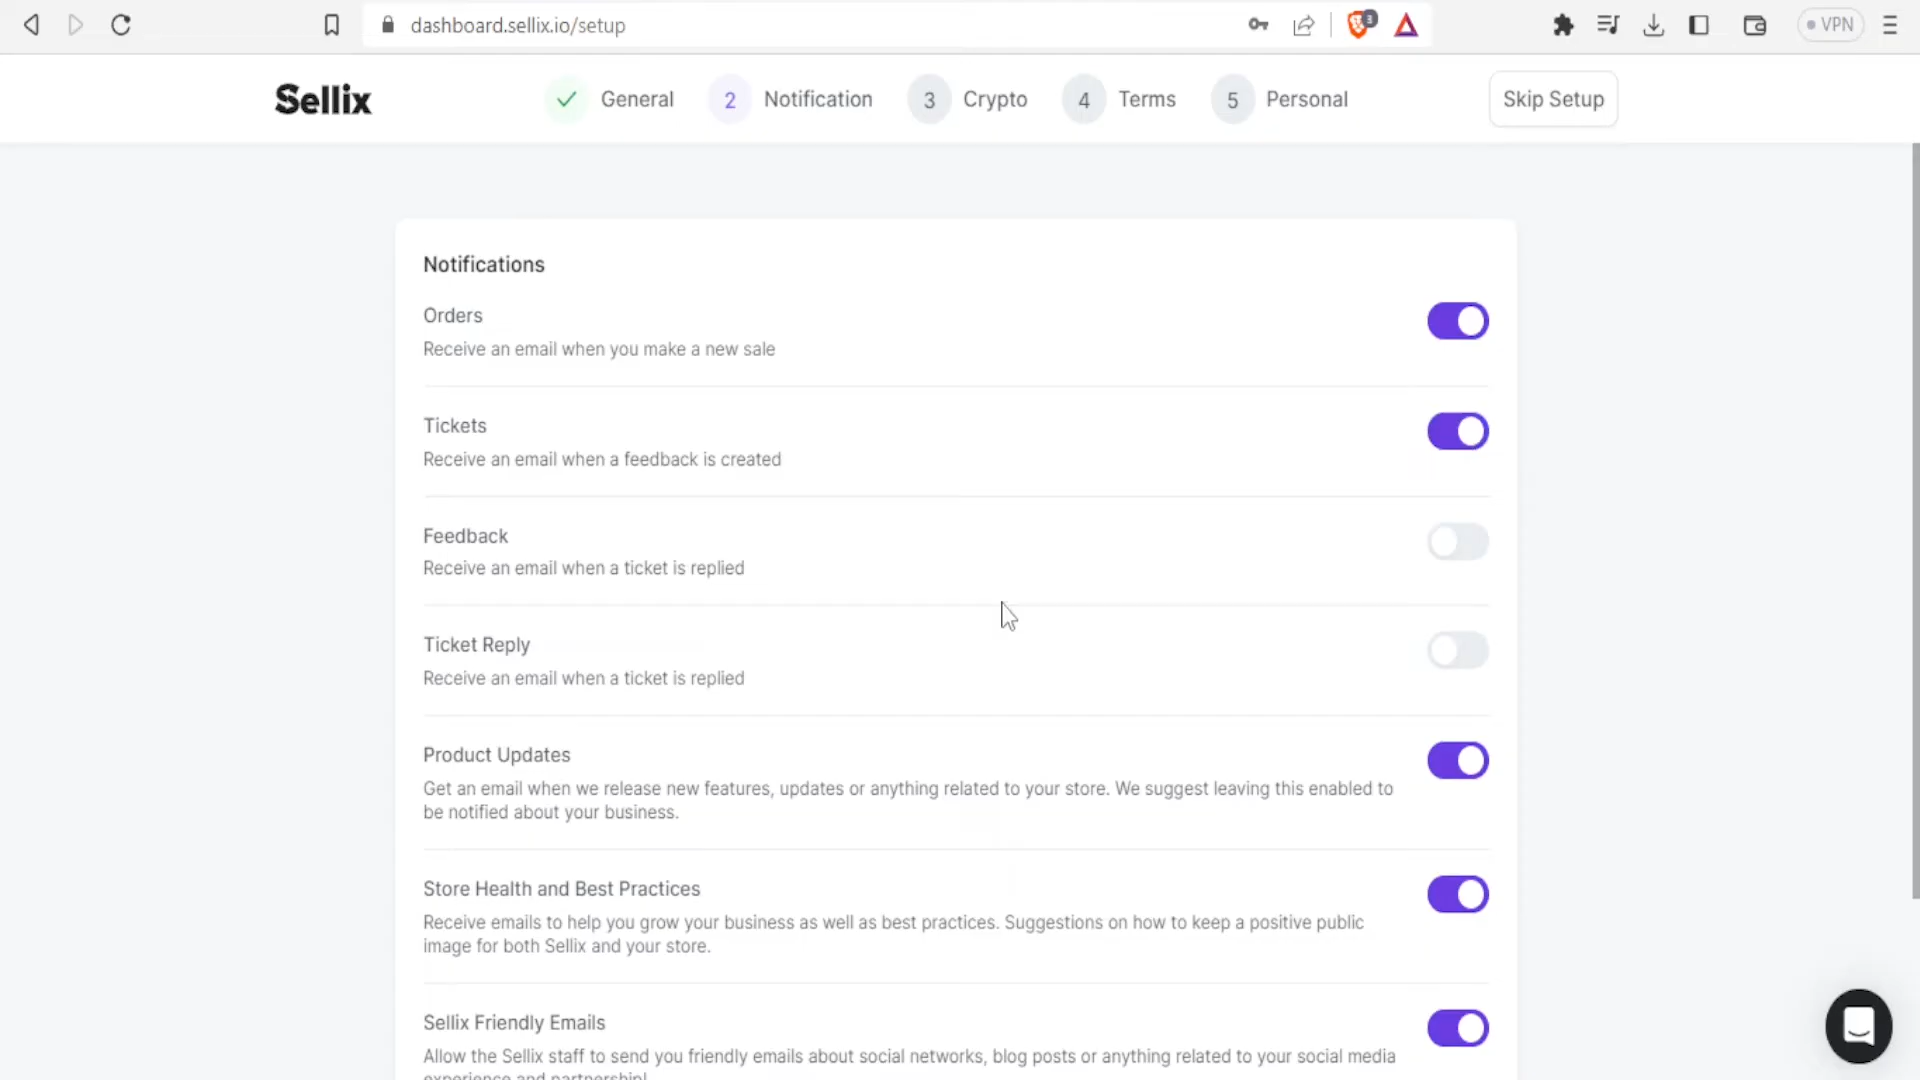 dashboard.sellix.io/setup
3
VPN
Sellix
General
2 Notification
3 Crypto
4 Terms
5 Personal
Skip Setup
Notifications
Orders
Receive an email when you make a new sale
Tickets
Receive an email when a feedback is created
Feedback
Receive an email when a ticket is replied
Ticket Reply
Receive an email when a ticket is replied
Product Updates
Get an email when we release new features, updates or anything related to your store. We suggest leaving this enabled to
be notified about your business.
Store Health and Best Practices
Receive emails to help you grow your business as well as best practices. Suggestions on how to keep a positive public
image for both Sellix and your store.
Sellix Friendly Emails
Allow the Sellix staff to send you friendly emails about social networks, blog posts or anything related to your social media
experience and partnership!